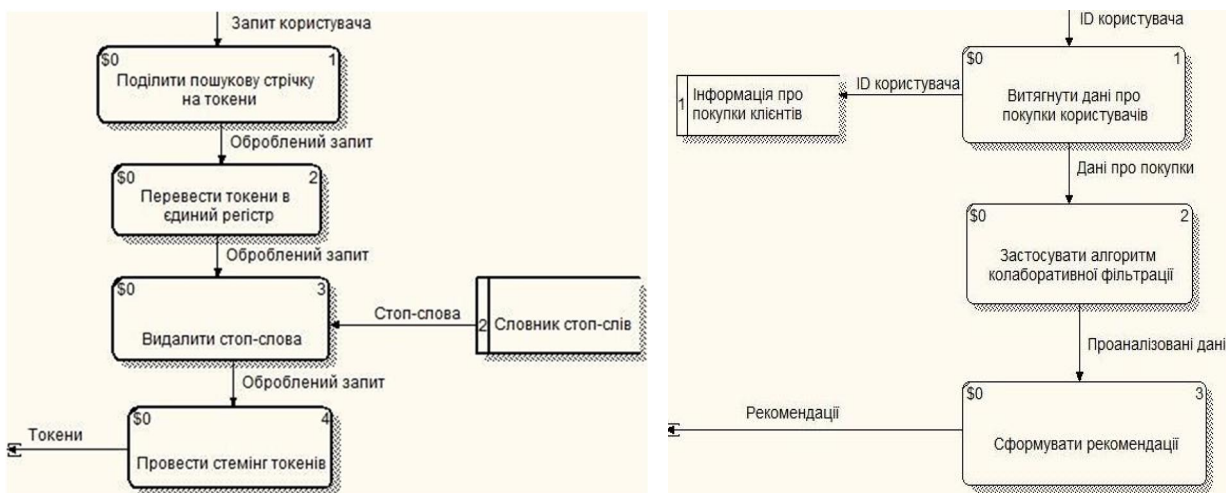 Запит користувача
$0 1
Поділити пошукову стрічку
на токени
Оброблений запит
$0 2
Перевести токени в
єдиний регістр
Оброблений запит
$0 3
Видалити стоп-слова
Стоп-слова
2 Словник стоп-слів
Оброблений запит
$0 4
Провести стемінг токенів
Токени
ID користувача
$0 1
Витягнути дані про
покупки користувачів
ID користувача
1 Інформація про
покупки клієнтів
Дані про покупки
$0 2
Застосувати алгоритм
колаборативної фільтрації
Проаналізовані дані
$0 3
Сформувати рекомендації
Рекомендації